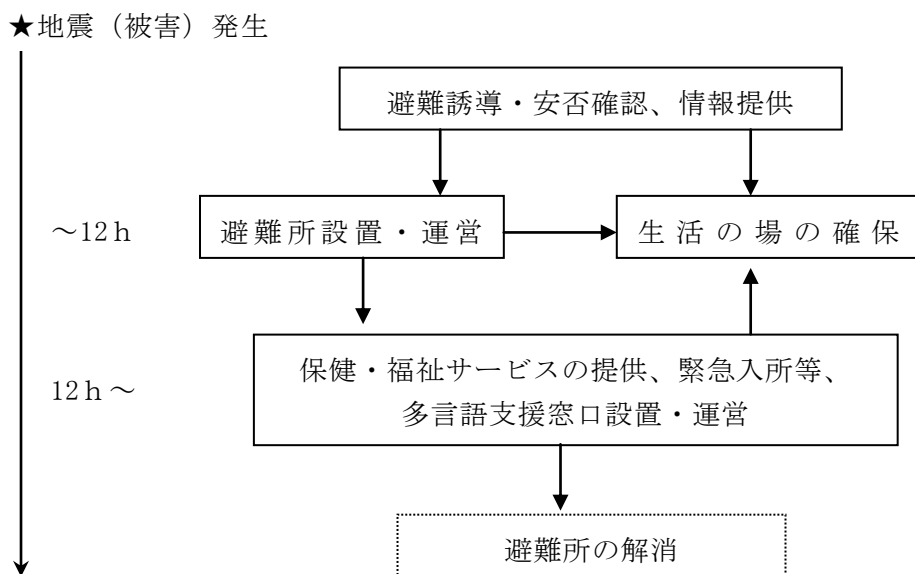 ★地震（被害）発生
避難誘導・安否確認、情報提供
～12ｈ
避難所設置・運営
生活の場の確保
12ｈ～
保健・福祉サービスの提供、緊急入所等、
多言語支援窓口設置・運営
避難所の解消